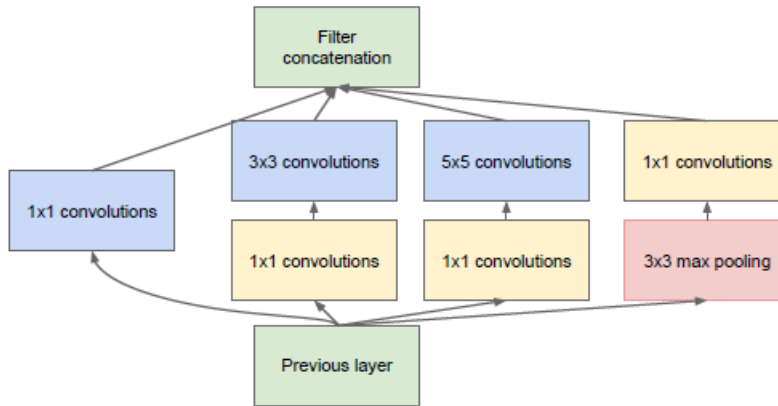 Filter
concatenation
3x3 convolutions
5x5 convolutions
1x1 convolutions
1x1 convolutions
1x1 convolutions
1x1 convolutions
3x3 max pooling
Previous layer